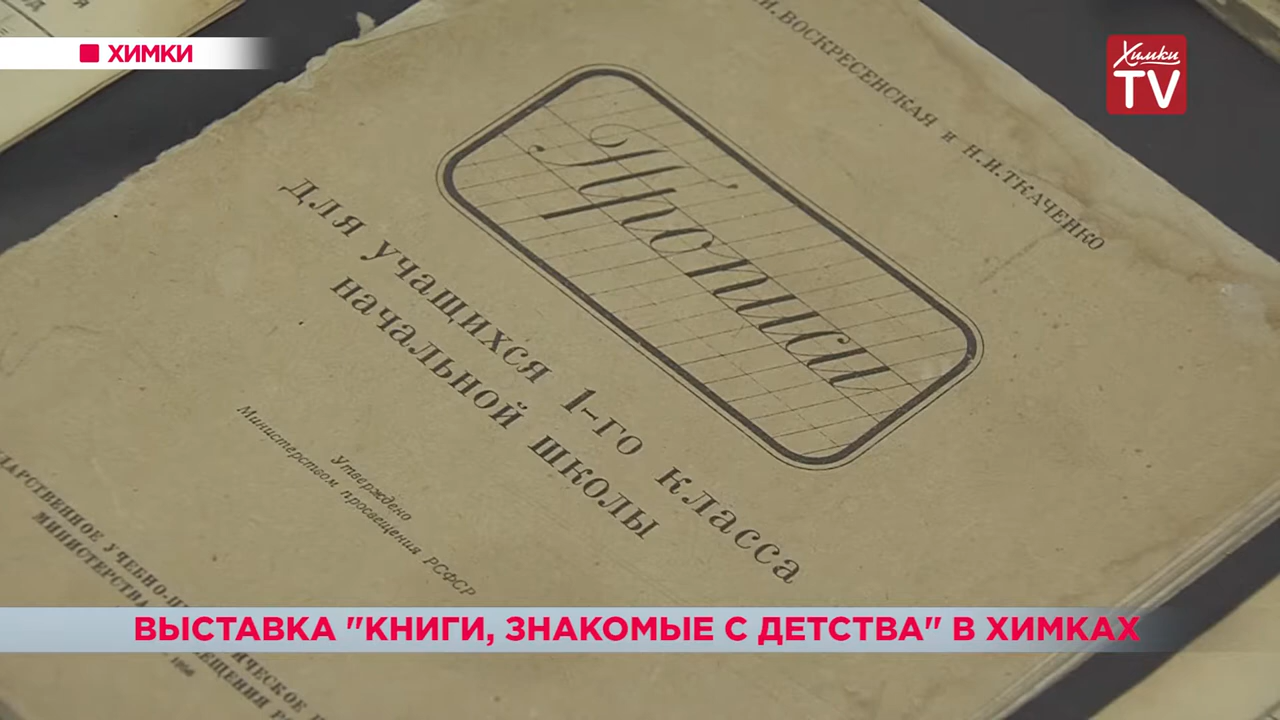 ХИМКИ
Химки
TV
И. ВОСКРЕСЕНСКАЯ и Н.И. ТКАЧЕНКО
Прописи
для учащихся 1-го класса
начальной школы
Утверждено
Министерством просвещения РСФСР
ВЫСТАВКА "КНИГИ, ЗНАКОМЫЕ С ДЕТСТВА" В ХИМКАХ